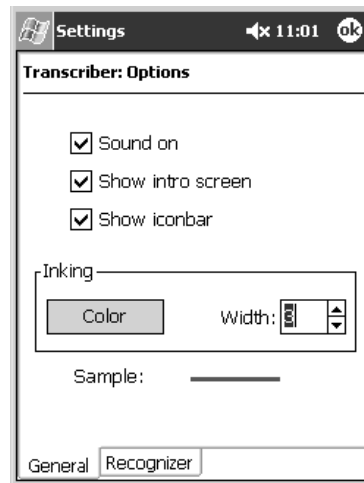 Settings 11:01 ok
Transcriber: Options
Sound on
Show intro screen
Show iconbar
Inking
Color Width: 3
Sample:
General Recognizer